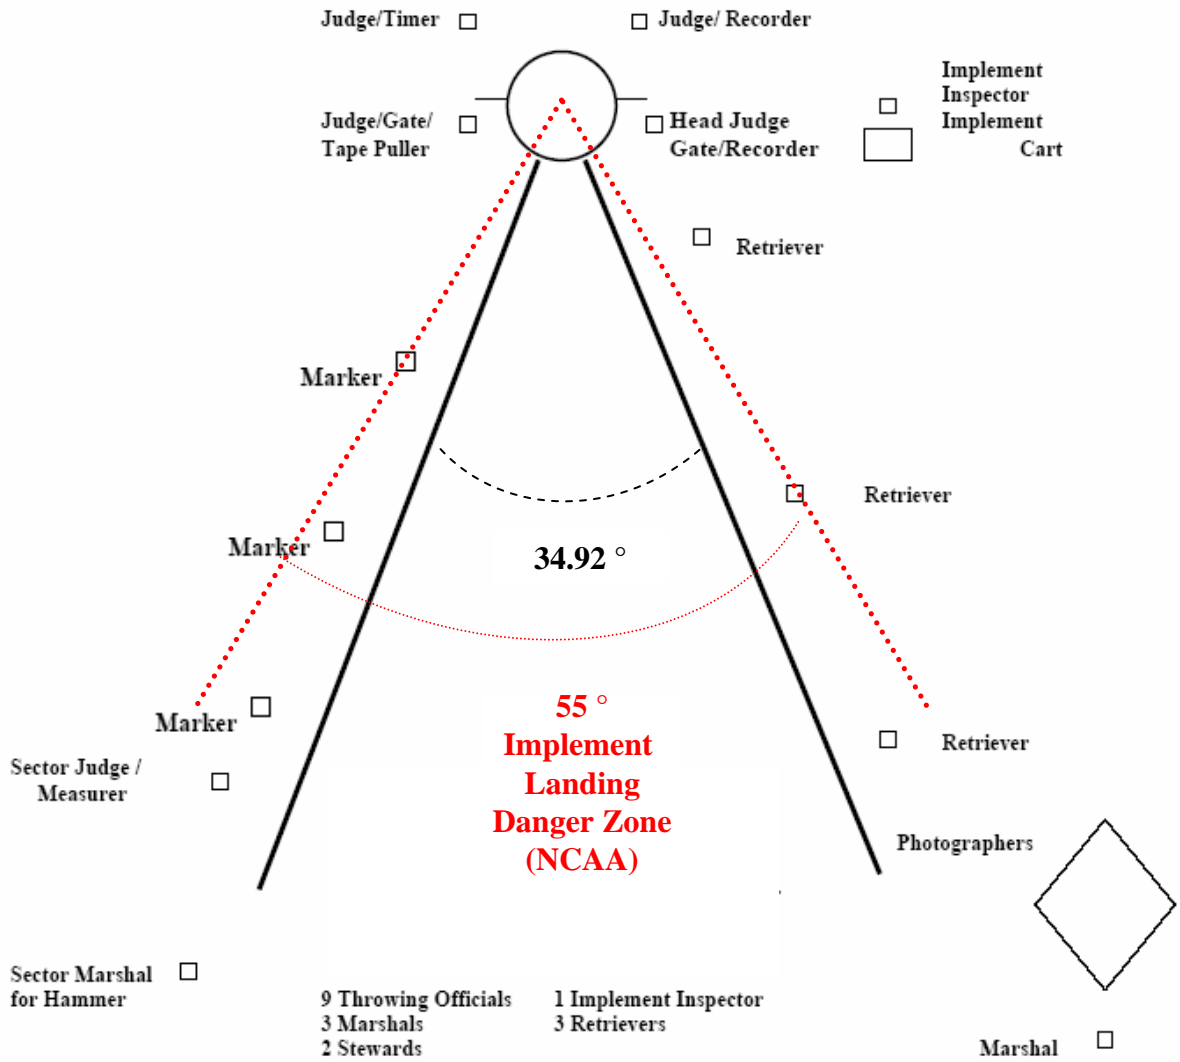 Judge/Timer
Judge/ Recorder
Implement
Inspector
Implement
Cart
Judge/Gate/
Tape Puller
Head Judge
Gate/Recorder
Retriever
Marker
Retriever
Marker
34.92 °
55 °
Implement
Landing
Danger Zone
(NCAA)
Marker
Retriever
Sector Judge /
Measurer
Photographers
Sector Marshal
for Hammer
9 Throwing Officials
3 Marshals
2 Stewards
1 Implement Inspector
3 Retrievers
Marshal